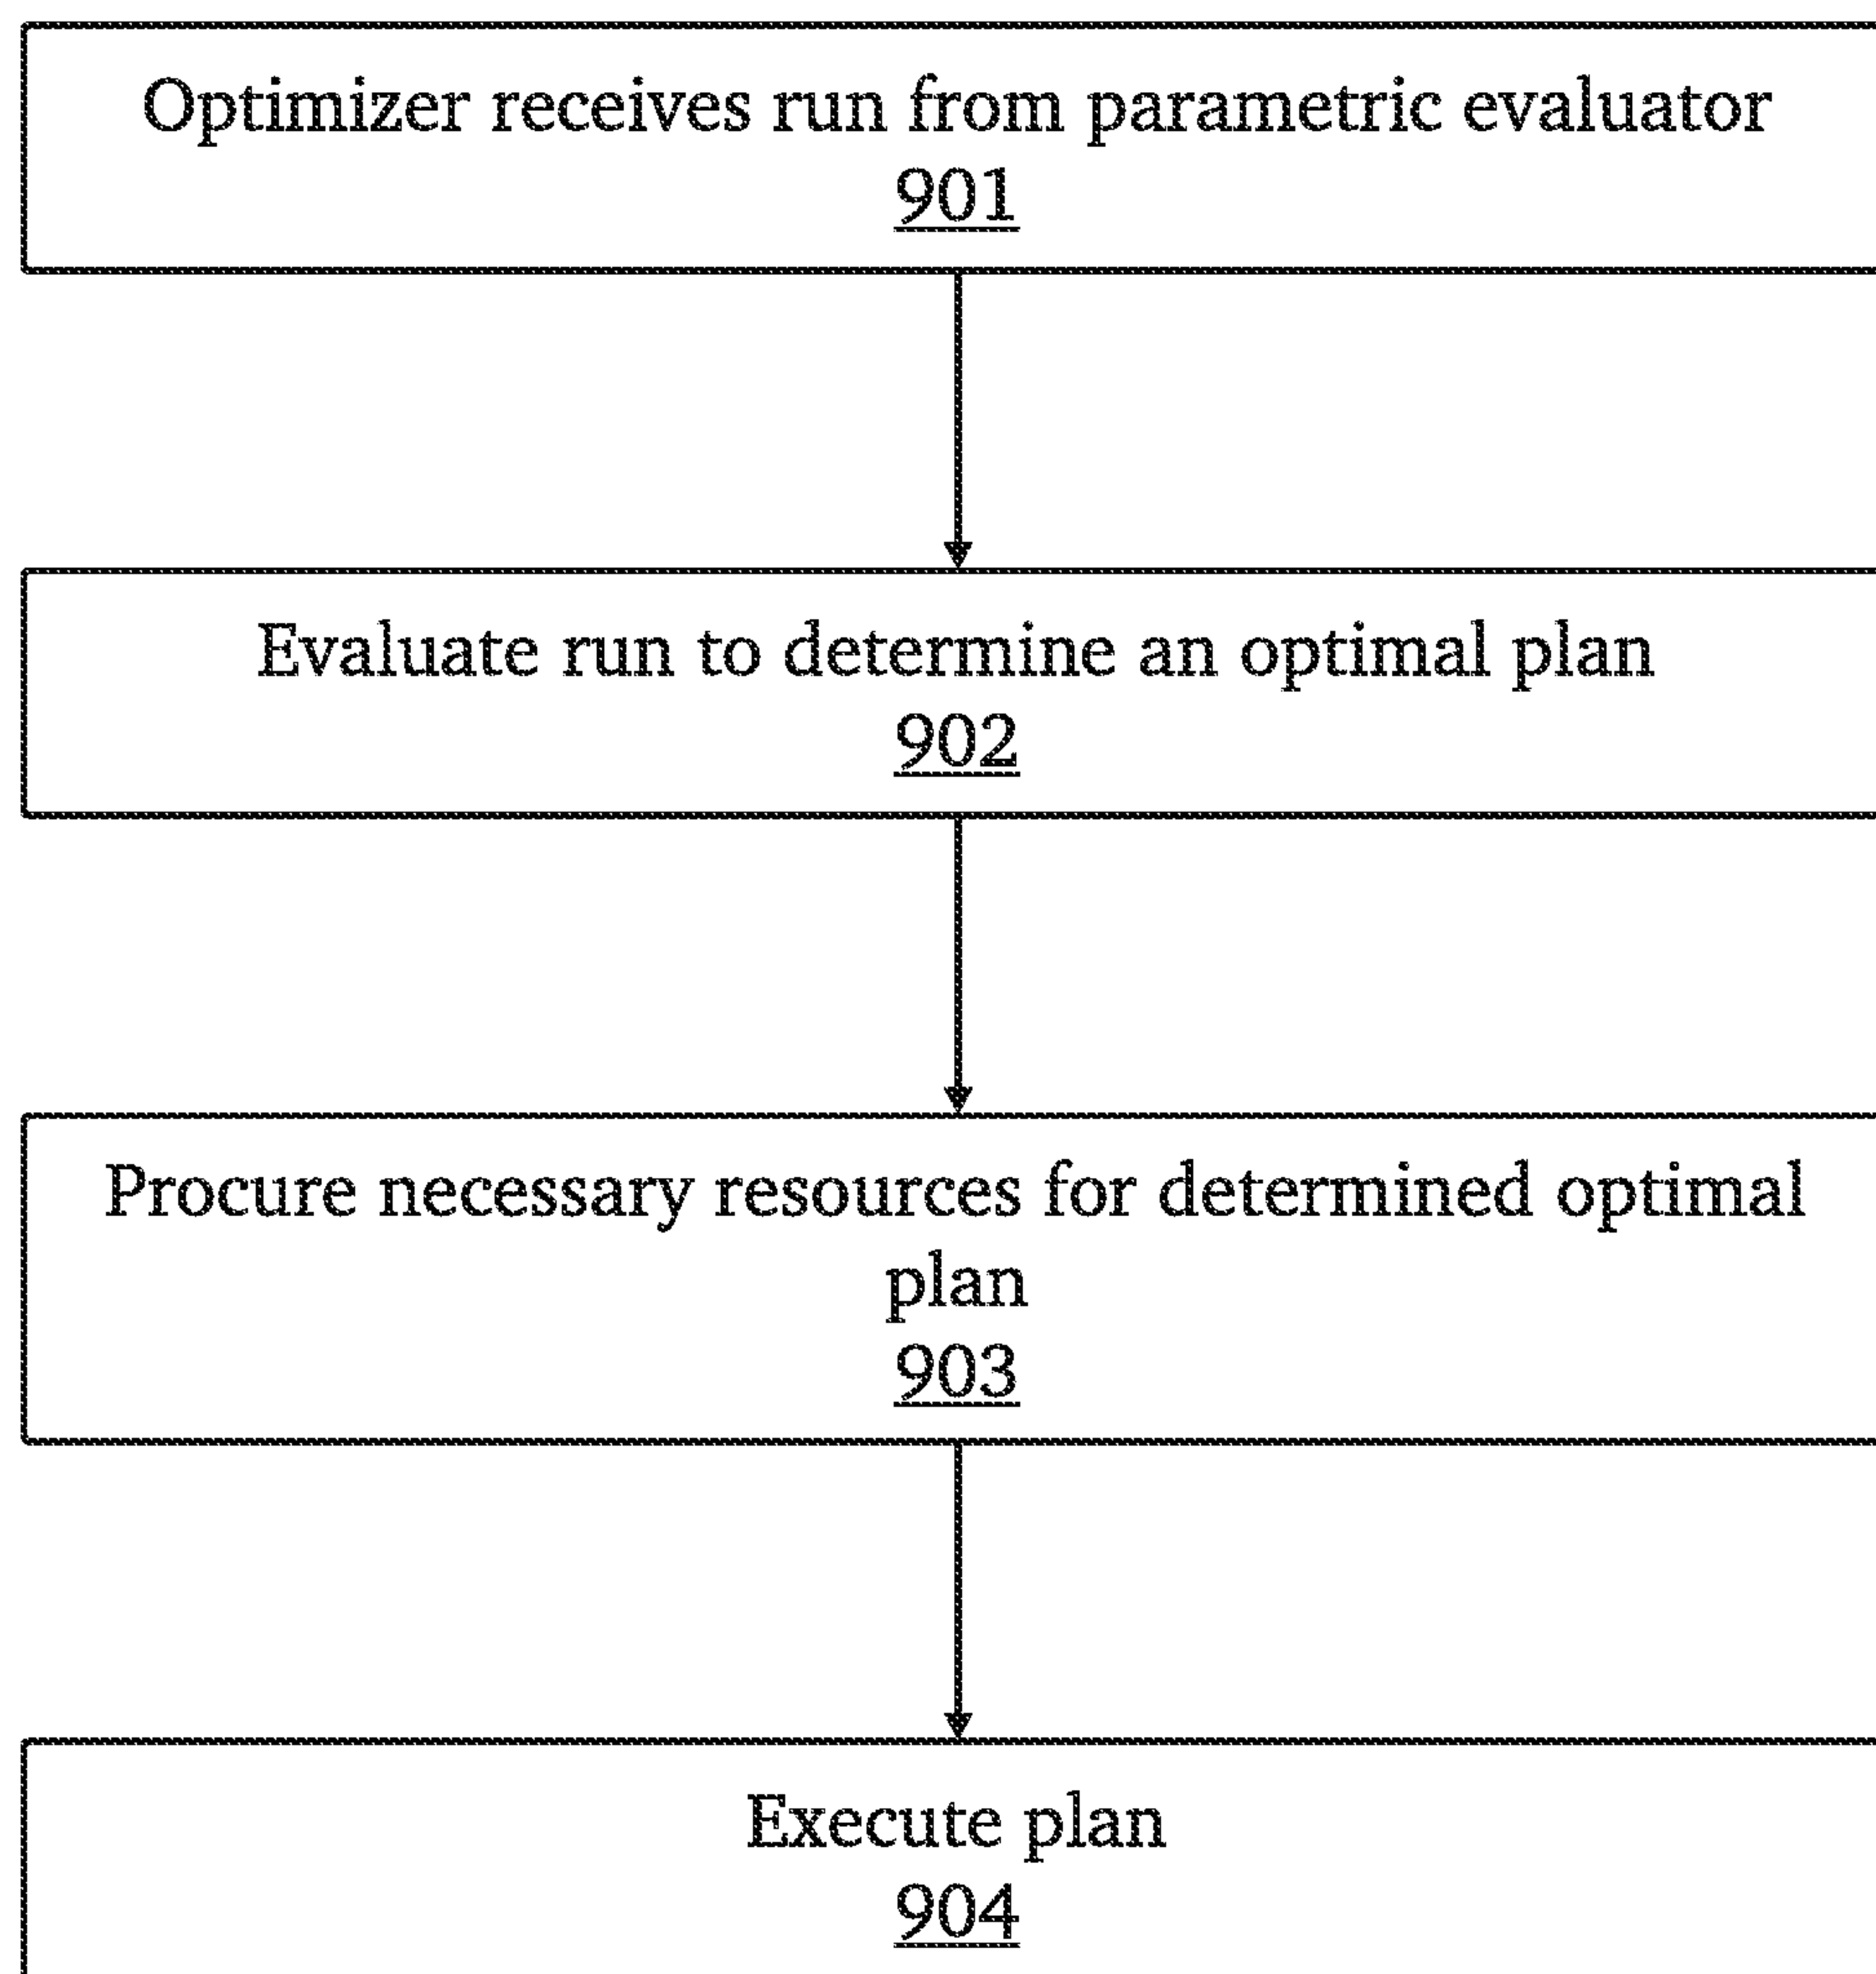 Optimizer receives run from parametric evaluator
901
Evaluate run to determine an optimal plan
902
Procure necessary resources for determined optimal
plan
903
Execute plan
904